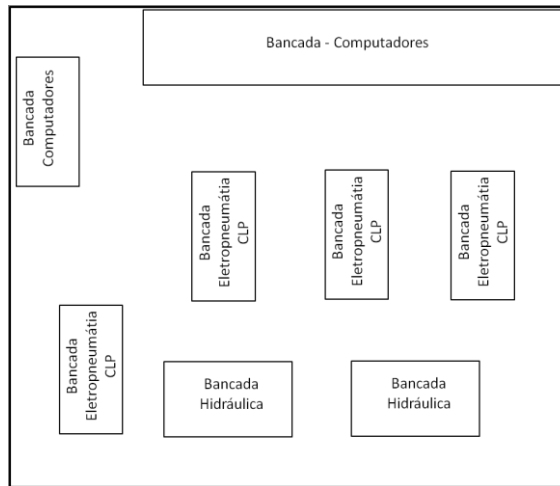 Bancada - Computadores
Bancada
Computadores
Bancada
Eletropneumátia
CLP
Bancada
Eletropneumátia
CLP
Bancada
Eletropneumátia
CLP
Bancada
Eletropneumátia
CLP
Bancada
Hidráulica
Bancada
Hidráulica